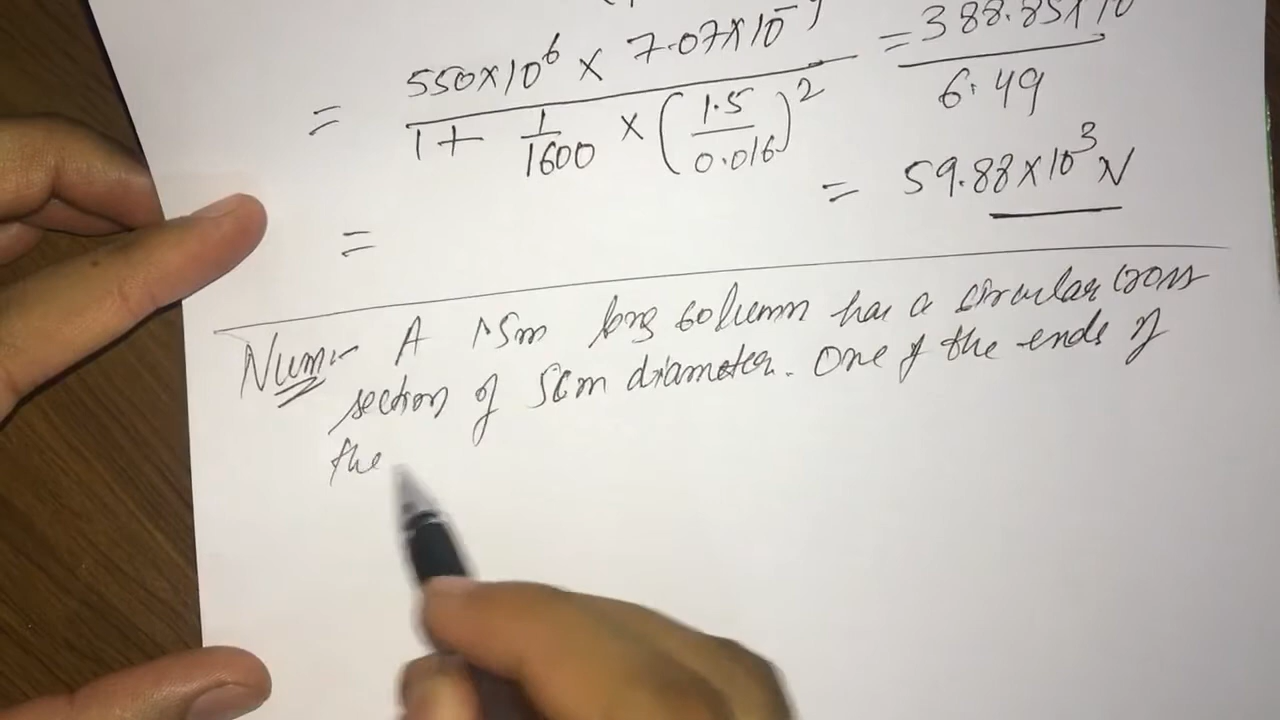 = 550×10⁶ × 7.07×10⁻ / 1 + 1/1600 × (1.5/0.016)² = 388.85×10 / 6.49
= 59.88×10³ N
=
Num:- A 1.5m long column has a circular cross
section of 5cm diameter. One of the ends of
the